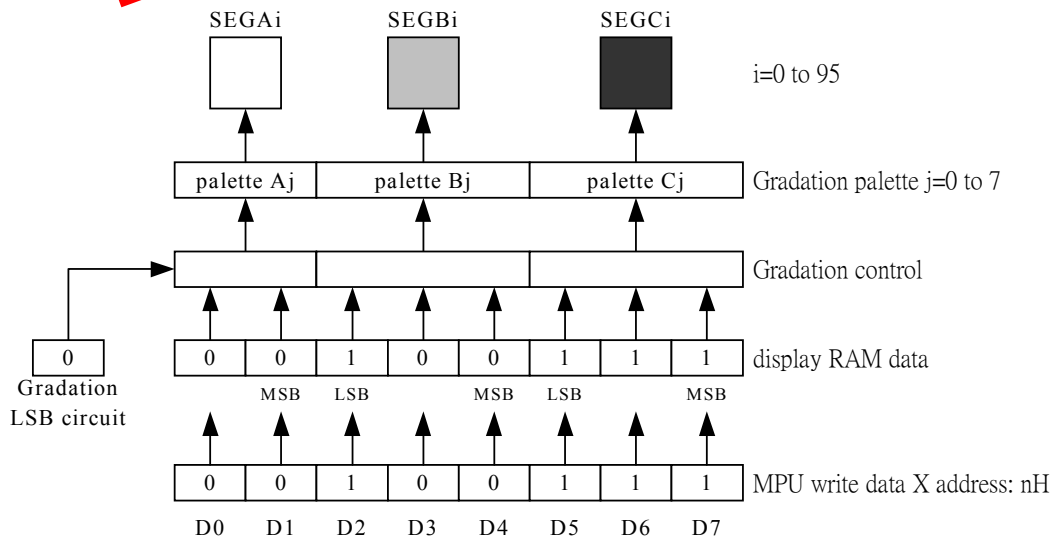 SEGAi SEGBi SEGCi
i=0 to 95
palette Aj palette Bj palette Cj Gradation palette j=0 to 7
Gradation control
0 0 0 1 0 0 1 1 1 display RAM data
Gradation
LSB circuit
MSB LSB MSB LSB MSB
0 0 1 0 0 1 1 1 MPU write data X address: nH
D0 D1 D2 D3 D4 D5 D6 D7